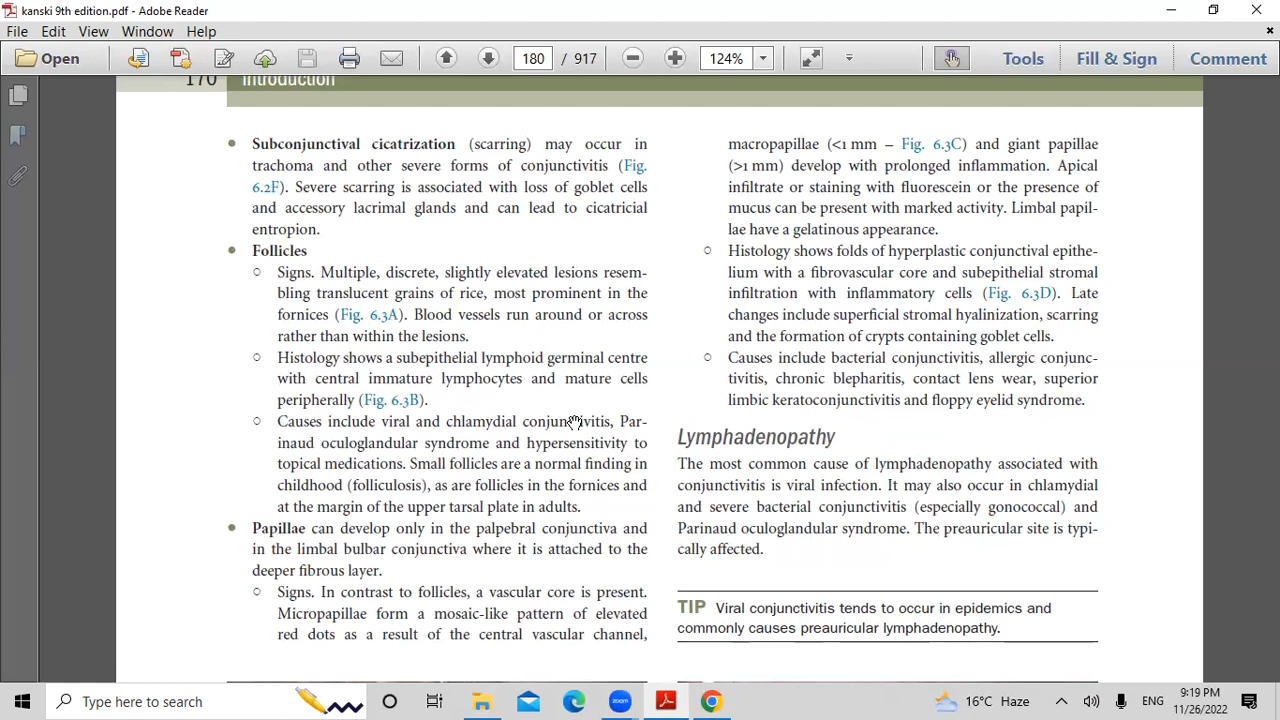 kanski 9th edition.pdf - Adobe Reader
File Edit View Window Help
Open
180 / 917
124%
Tools
Fill & Sign
Comment
170 Introduction
• Subconjunctival cicatrization (scarring) may occur in
trachoma and other severe forms of conjunctivitis (Fig.
6.2F). Severe scarring is associated with loss of goblet cells
and accessory lacrimal glands and can lead to cicatricial
entropion.
• Follicles
○ Signs. Multiple, discrete, slightly elevated lesions resem-
bling translucent grains of rice, most prominent in the
fornices (Fig. 6.3A). Blood vessels run around or across
rather than within the lesions.
○ Histology shows a subepithelial lymphoid germinal centre
with central immature lymphocytes and mature cells
peripherally (Fig. 6.3B).
○ Causes include viral and chlamydial conjunctivitis, Par-
inaud oculoglandular syndrome and hypersensitivity to
topical medications. Small follicles are a normal finding in
childhood (folliculosis), as are follicles in the fornices and
at the margin of the upper tarsal plate in adults.
• Papillae can develop only in the palpebral conjunctiva and
in the limbal bulbar conjunctiva where it is attached to the
deeper fibrous layer.
○ Signs. In contrast to follicles, a vascular core is present.
Micropapillae form a mosaic-like pattern of elevated
red dots as a result of the central vascular channel,
macropapillae (<1 mm – Fig. 6.3C) and giant papillae
(>1 mm) develop with prolonged inflammation. Apical
infiltrate or staining with fluorescein or the presence of
mucus can be present with marked activity. Limbal papil-
lae have a gelatinous appearance.
○ Histology shows folds of hyperplastic conjunctival epithe-
lium with a fibrovascular core and subepithelial stromal
infiltration with inflammatory cells (Fig. 6.3D). Late
changes include superficial stromal hyalinization, scarring
and the formation of crypts containing goblet cells.
○ Causes include bacterial conjunctivitis, allergic conjunc-
tivitis, chronic blepharitis, contact lens wear, superior
limbic keratoconjunctivitis and floppy eyelid syndrome.
Lymphadenopathy
The most common cause of lymphadenopathy associated with
conjunctivitis is viral infection. It may also occur in chlamydial
and severe bacterial conjunctivitis (especially gonococcal) and
Parinaud oculoglandular syndrome. The preauricular site is typi-
cally affected.
TIP Viral conjunctivitis tends to occur in epidemics and
commonly causes preauricular lymphadenopathy.
Type here to search
zoom
16°C Haze
ENG
9:19 PM
11/26/2022